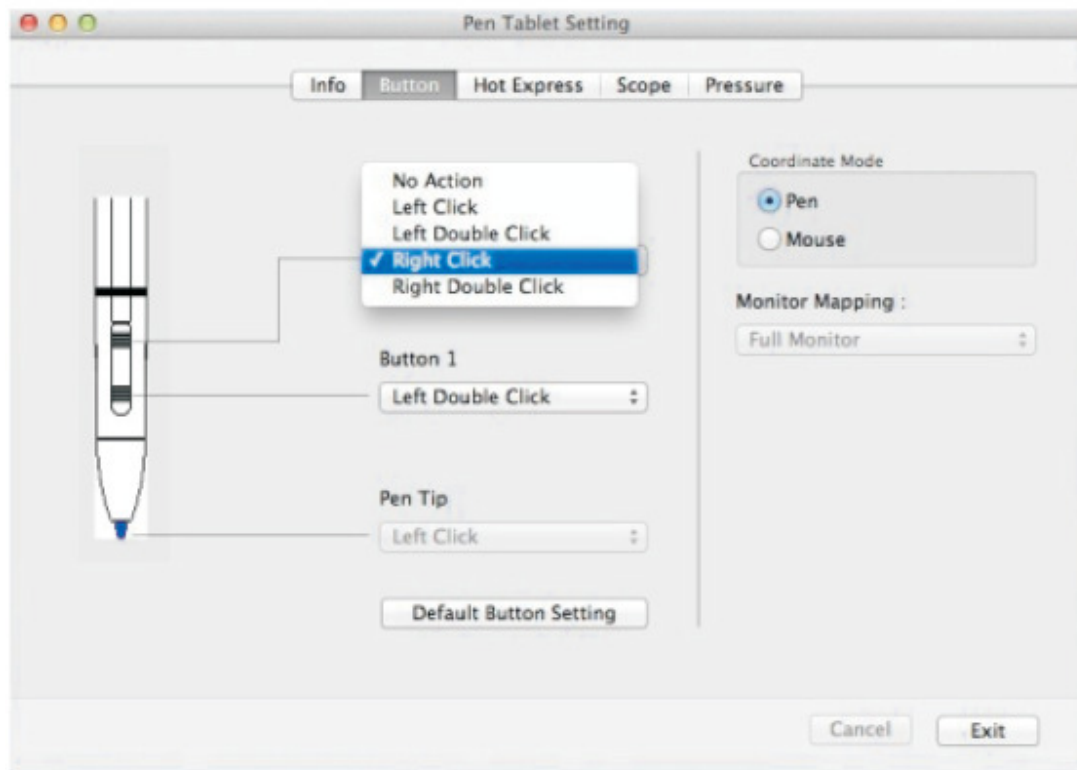 Pen Tablet Setting
Info Button Hot Express Scope Pressure
No Action
Left Click
Left Double Click
✓ Right Click
Right Double Click
Button 1
Left Double Click
Pen Tip
Left Click
Default Button Setting
Coordinate Mode
Pen
Mouse
Monitor Mapping :
Full Monitor
Cancel Exit